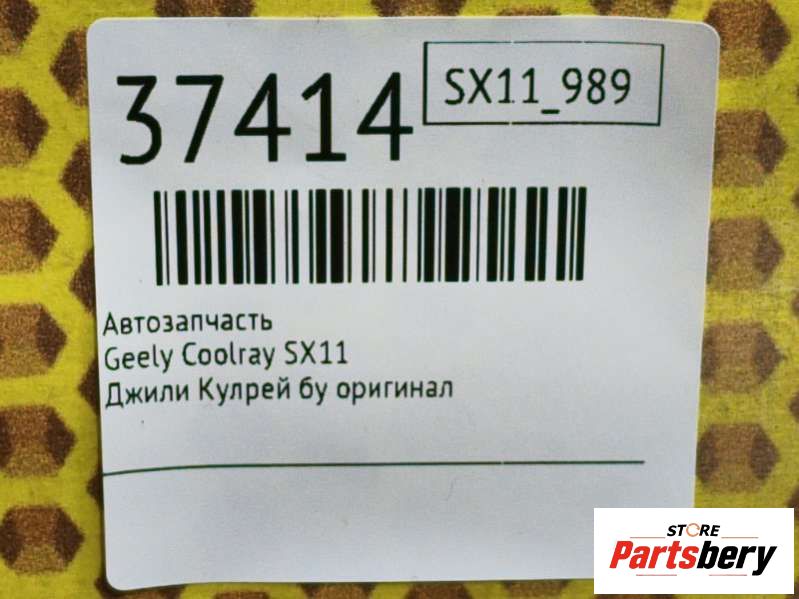 37414
SX11_989
Автозапчасть
Geely Coolray SX11
Джили Кулрей бу оригинал
STORE
Partsbery